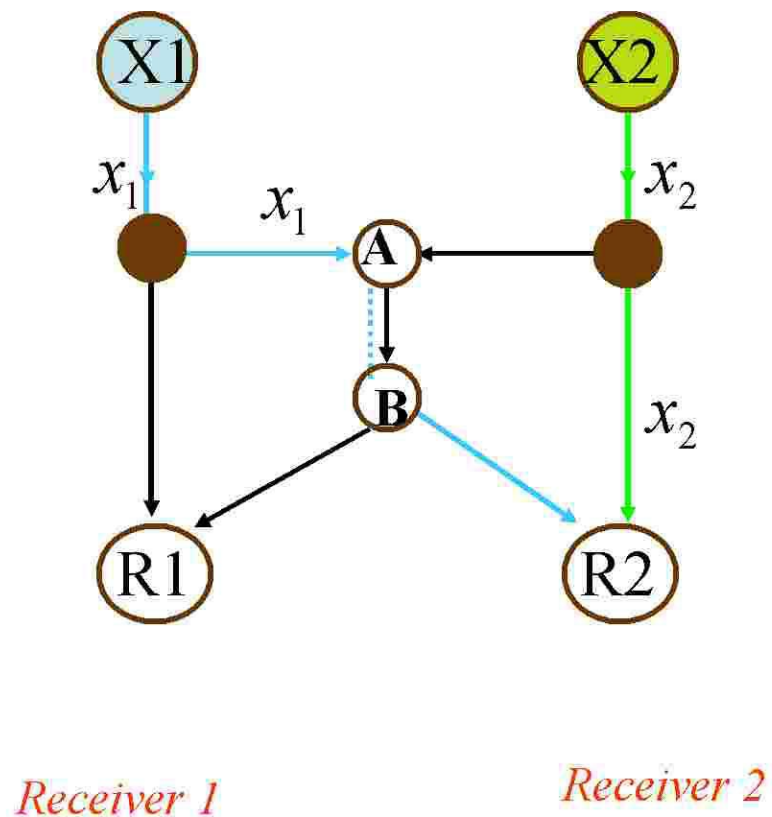 X1
X2
x₁
x₁
x₂
A
B
x₂
R1
R2
Receiver 1
Receiver 2